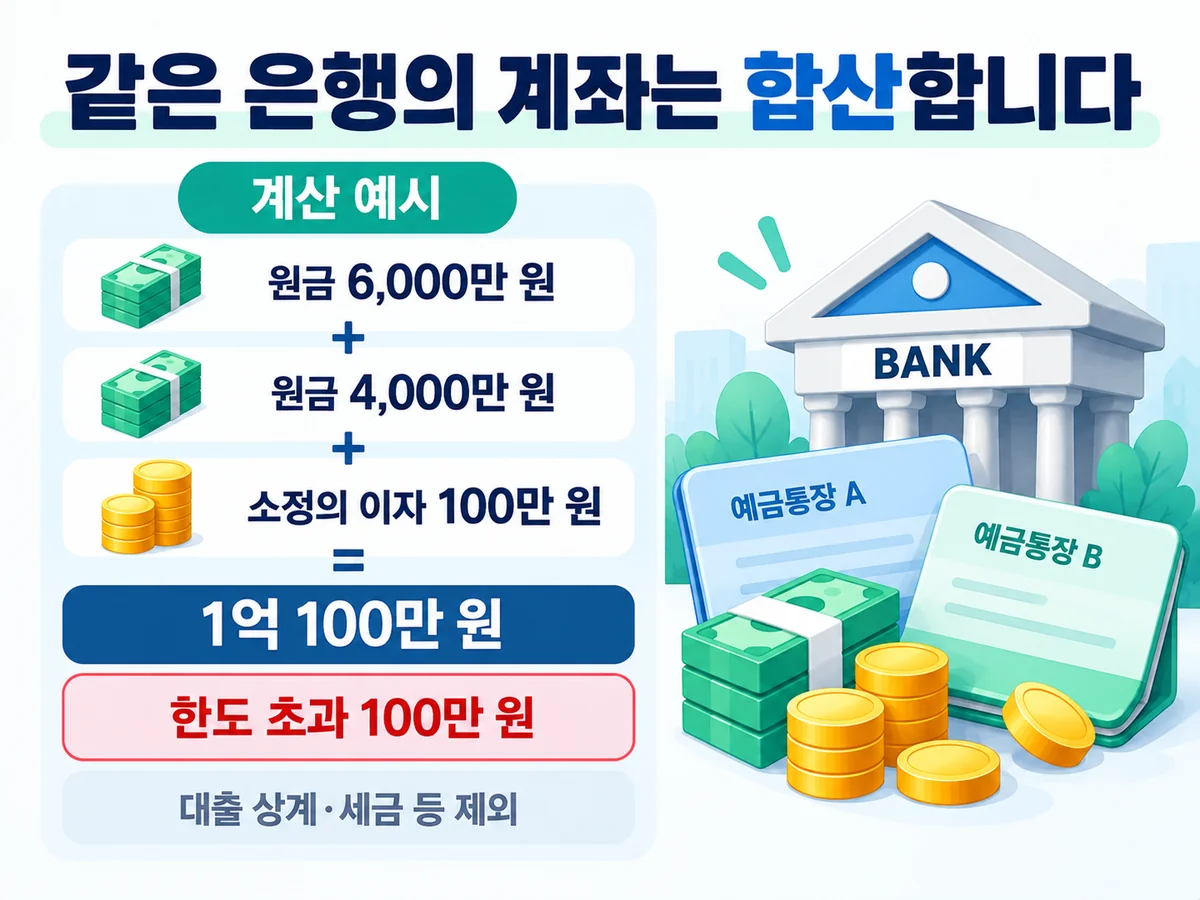 같은 은행의 계좌는 합산합니다
계산 예시
원금 6,000만 원
+
원금 4,000만 원
+
소정의 이자 100만 원
=
1억 100만 원
한도 초과 100만 원
대출 상계·세금 등 제외
BANK
예금통장 A
예금통장 B